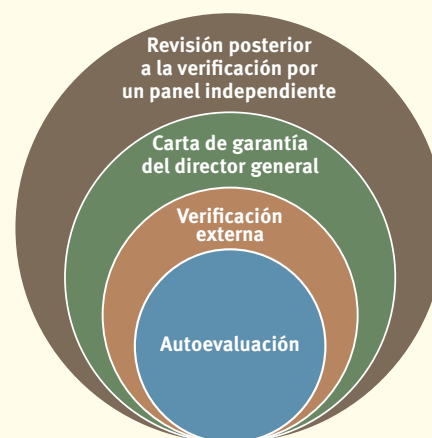 Revisión posterior
a la verificación por
un panel independiente
Carta de garantía
del director general
Verificación
externa
Autoevaluación